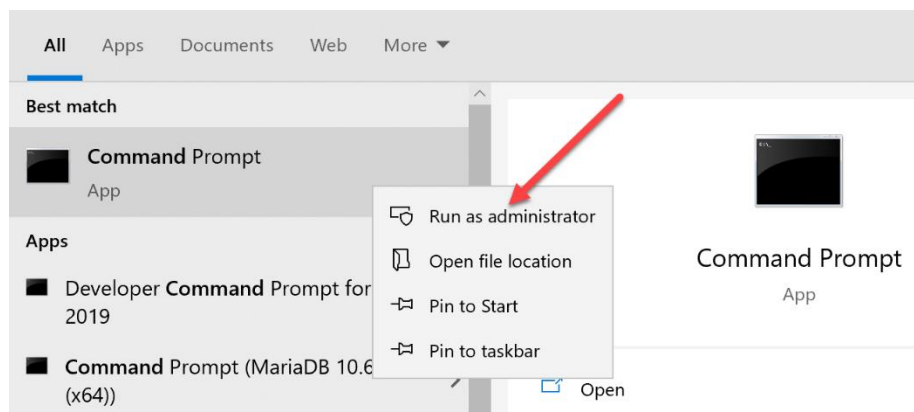 All Apps Documents Web More
Best match
Command Prompt
App
Run as administrator
Open file location
Pin to Start
Pin to taskbar
Apps
Developer Command Prompt for
2019
Command Prompt (MariaDB 10.6
(x64))
Command Prompt
App
Open